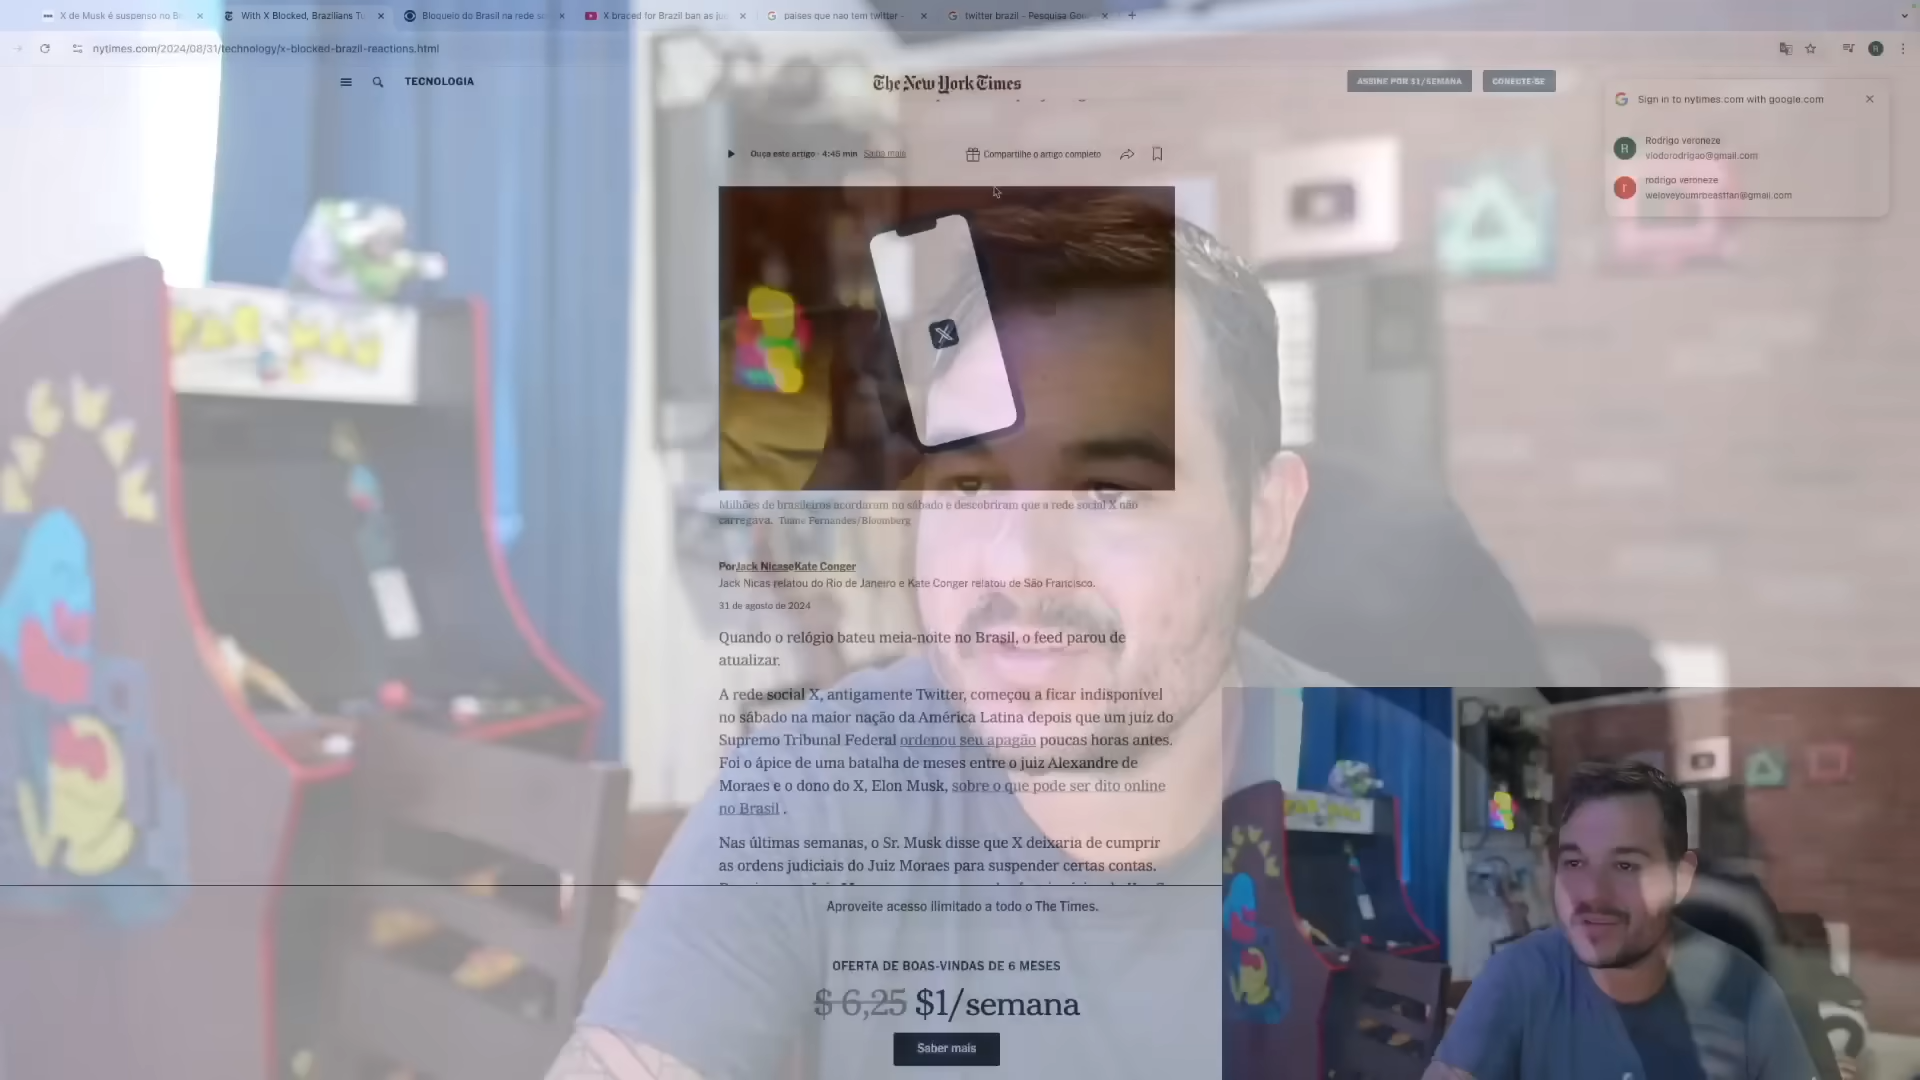 X de Musk é suspenso no Br
With X Blocked, Brazilians Tu
Bloqueio do Brasil na rede so
X braced for Brazil ban as ju
países que nao tem twitter -
twitter brazil - Pesquisa Goo
nytimes.com/2024/08/31/technology/x-blocked-brazil-reactions.html
TECNOLOGIA
The New York Times
ASSINE POR $1/SEMANA
CONECTE-SE
Sign in to nytimes.com with google.com
Rodrigo veroneze
viodorodrigao@gmail.com
rodrigo veroneze
weloveyoumrbeastfan@gmail.com
Ouça este artigo · 4:45 min Saiba mais
Compartilhe o artigo completo
Milhões de brasileiros acordaram no sábado e descobriram que a rede social X não
carregava. Tuane Fernandes/Bloomberg
PorJack NicaseKate Conger
Jack Nicas relatou do Rio de Janeiro e Kate Conger relatou de São Francisco.
31 de agosto de 2024
Quando o relógio bateu meia-noite no Brasil, o feed parou de
atualizar.
A rede social X, antigamente Twitter, começou a ficar indisponível
no sábado na maior nação da América Latina depois que um juiz do
Supremo Tribunal Federal ordenou seu apagão poucas horas antes.
Foi o ápice de uma batalha de meses entre o juiz Alexandre de
Moraes e o dono do X, Elon Musk, sobre o que pode ser dito online
no Brasil .
Nas últimas semanas, o Sr. Musk disse que X deixaria de cumprir
as ordens judiciais do Juiz Moraes para suspender certas contas.
Aproveite acesso ilimitado a todo o The Times.
OFERTA DE BOAS-VINDAS DE 6 MESES
$ 6,25 $1/semana
Saber mais